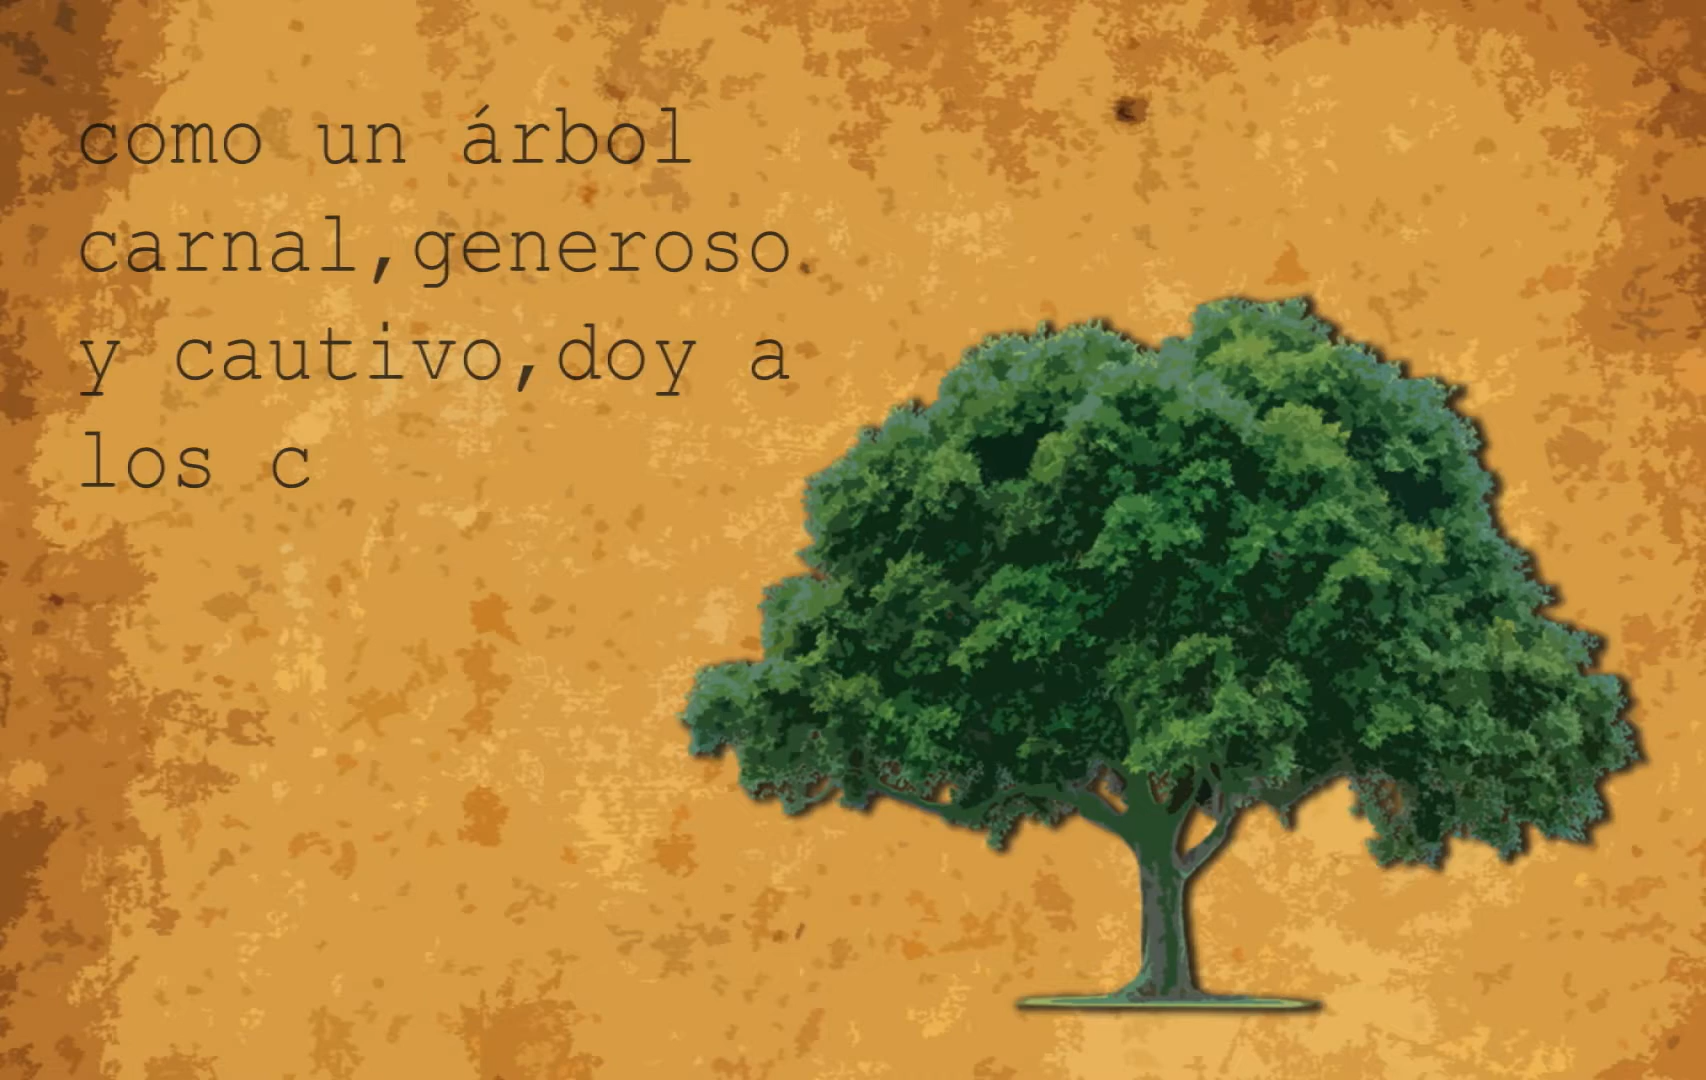 como un árbol
carnal,generoso
y cautivo,doy a
los c